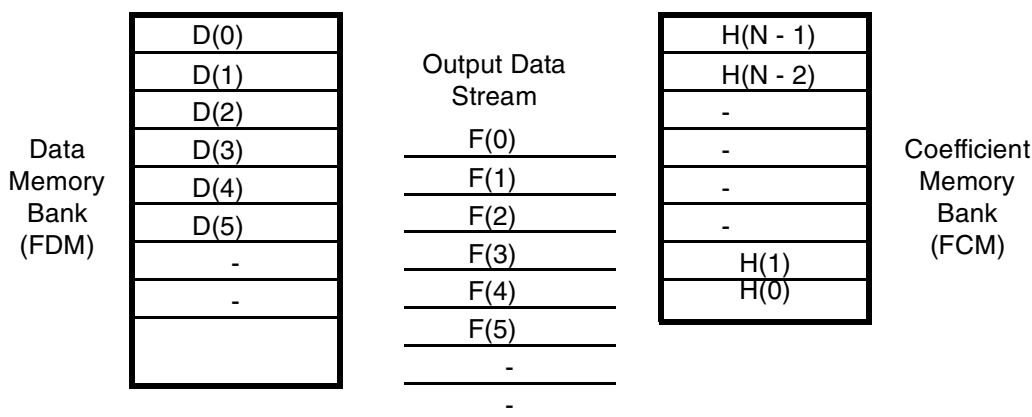 Data
Memory
Bank
(FDM)
D(0)
D(1)
D(2)
D(3)
D(4)
D(5)
-
-
Output Data
Stream
F(0)
F(1)
F(2)
F(3)
F(4)
F(5)
-
-
H(N - 1)
H(N - 2)
-
-
-
-
H(1)
H(0)
Coefficient
Memory
Bank
(FCM)